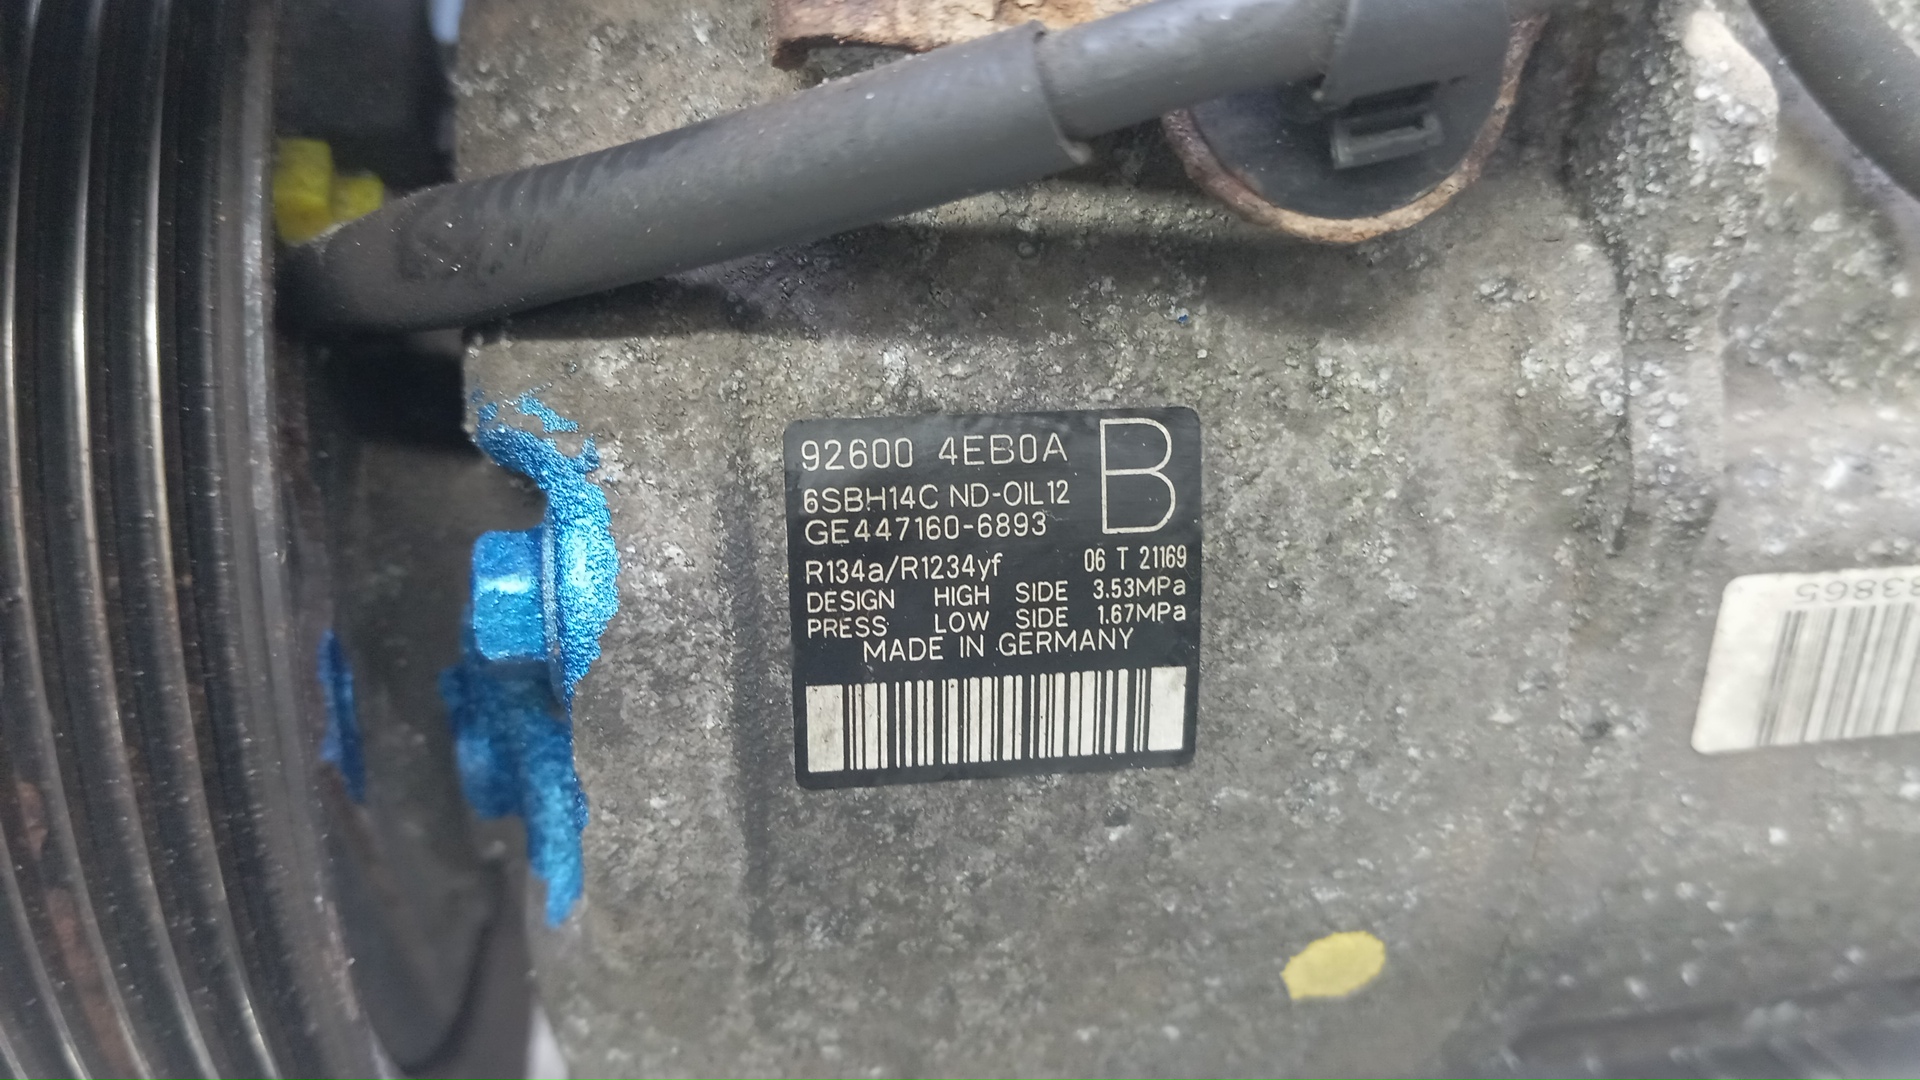 92600 4EB0A B
6SBH14C ND-OIL12
GE447160-6893
R134a/R1234yf 06 T 21169
DESIGN HIGH SIDE 3.53MPa
PRESS LOW SIDE 1.67MPa
MADE IN GERMANY
33865